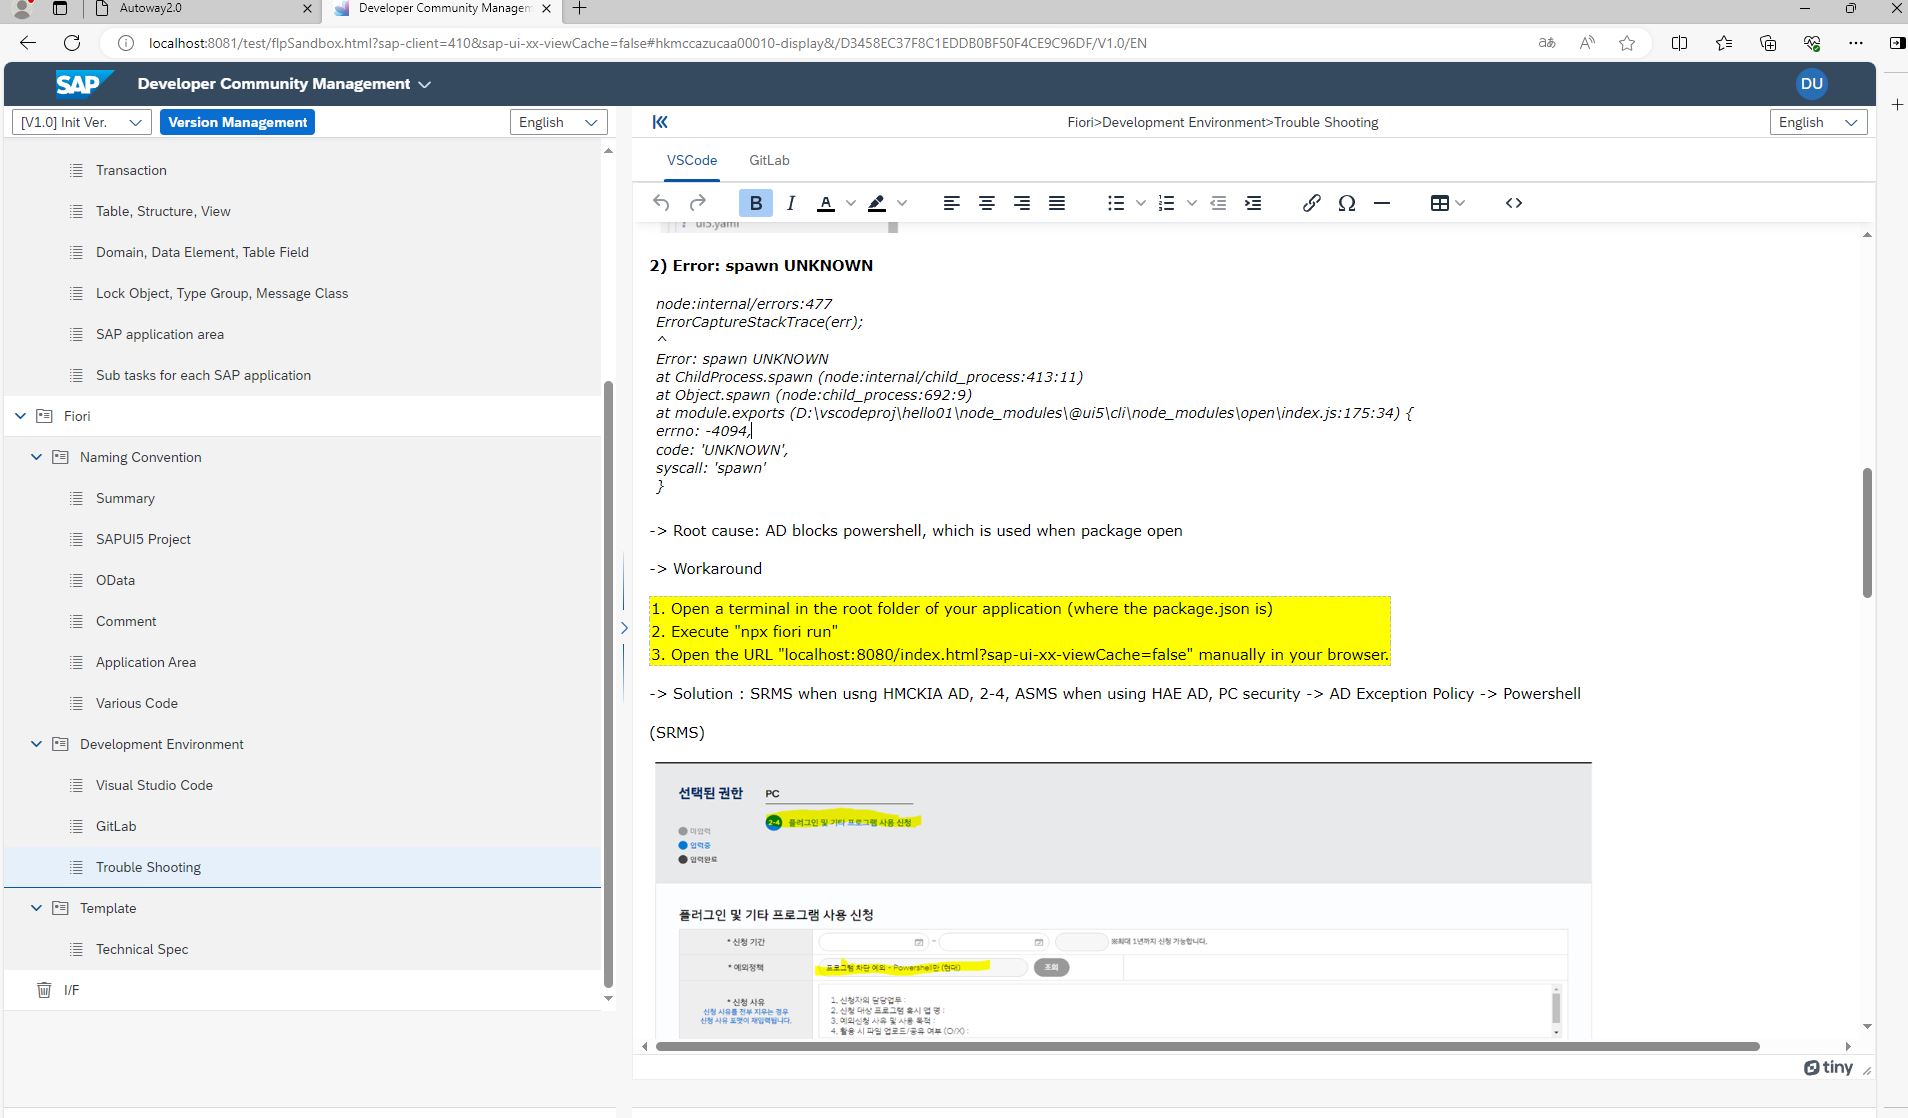 Autoway2.0
Developer Community Managem
localhost:8081/test/flpSandbox.html?sap-client=410&sap-ui-xx-viewCache=false#hkmccazucaa00010-display&/D3458EC37F8C1EDDB0BF50F4CE9C96DF/V1.0/EN
SAP Developer Community Management
DU
[V1.0] Init Ver.
Version Management
English
Fiori>Development Environment>Trouble Shooting
English
Transaction
Table, Structure, View
Domain, Data Element, Table Field
Lock Object, Type Group, Message Class
SAP application area
Sub tasks for each SAP application
Fiori
Naming Convention
Summary
SAPUI5 Project
OData
Comment
Application Area
Various Code
Development Environment
Visual Studio Code
GitLab
Trouble Shooting
Template
Technical Spec
I/F
VSCode
GitLab
B I A
ui5.yaml
2) Error: spawn UNKNOWN
node:internal/errors:477
ErrorCaptureStackTrace(err);
^
Error: spawn UNKNOWN
at ChildProcess.spawn (node:internal/child_process:413:11)
at Object.spawn (node:child_process:692:9)
at module.exports (D:\vscodeproj\hello01\node_modules\@ui5\cli\node_modules\open\index.js:175:34) {
errno: -4094,
code: 'UNKNOWN',
syscall: 'spawn'
}
-> Root cause: AD blocks powershell, which is used when package open
-> Workaround
1. Open a terminal in the root folder of your application (where the package.json is)
2. Execute "npx fiori run"
3. Open the URL "localhost:8080/index.html?sap-ui-xx-viewCache=false" manually in your browser.
-> Solution : SRMS when usng HMCKIA AD, 2-4, ASMS when using HAE AD, PC security -> AD Exception Policy -> Powershell
(SRMS)
선택된 권한
PC
2-4 플러그인 및 기타 프로그램 사용 신청
미입력
입력중
입력완료
플러그인 및 기타 프로그램 사용 신청
* 신청 기간
-
※최대 1년까지 신청 가능합니다.
* 예외정책
프로그램 차단 예외 - Powershell만 (현대)
조회
* 신청 사유
신청 사유를 전부 지우는 경우
신청 사유 포맷이 재입력됩니다.
1. 신청자의 담당업무 :
2. 신청 대상 프로그램 혹시 앱 명 :
3. 예외신청 사유 및 사용 목적 :
4. 활용 시 파일 업로드/공유 여부 (O/X) :
tiny